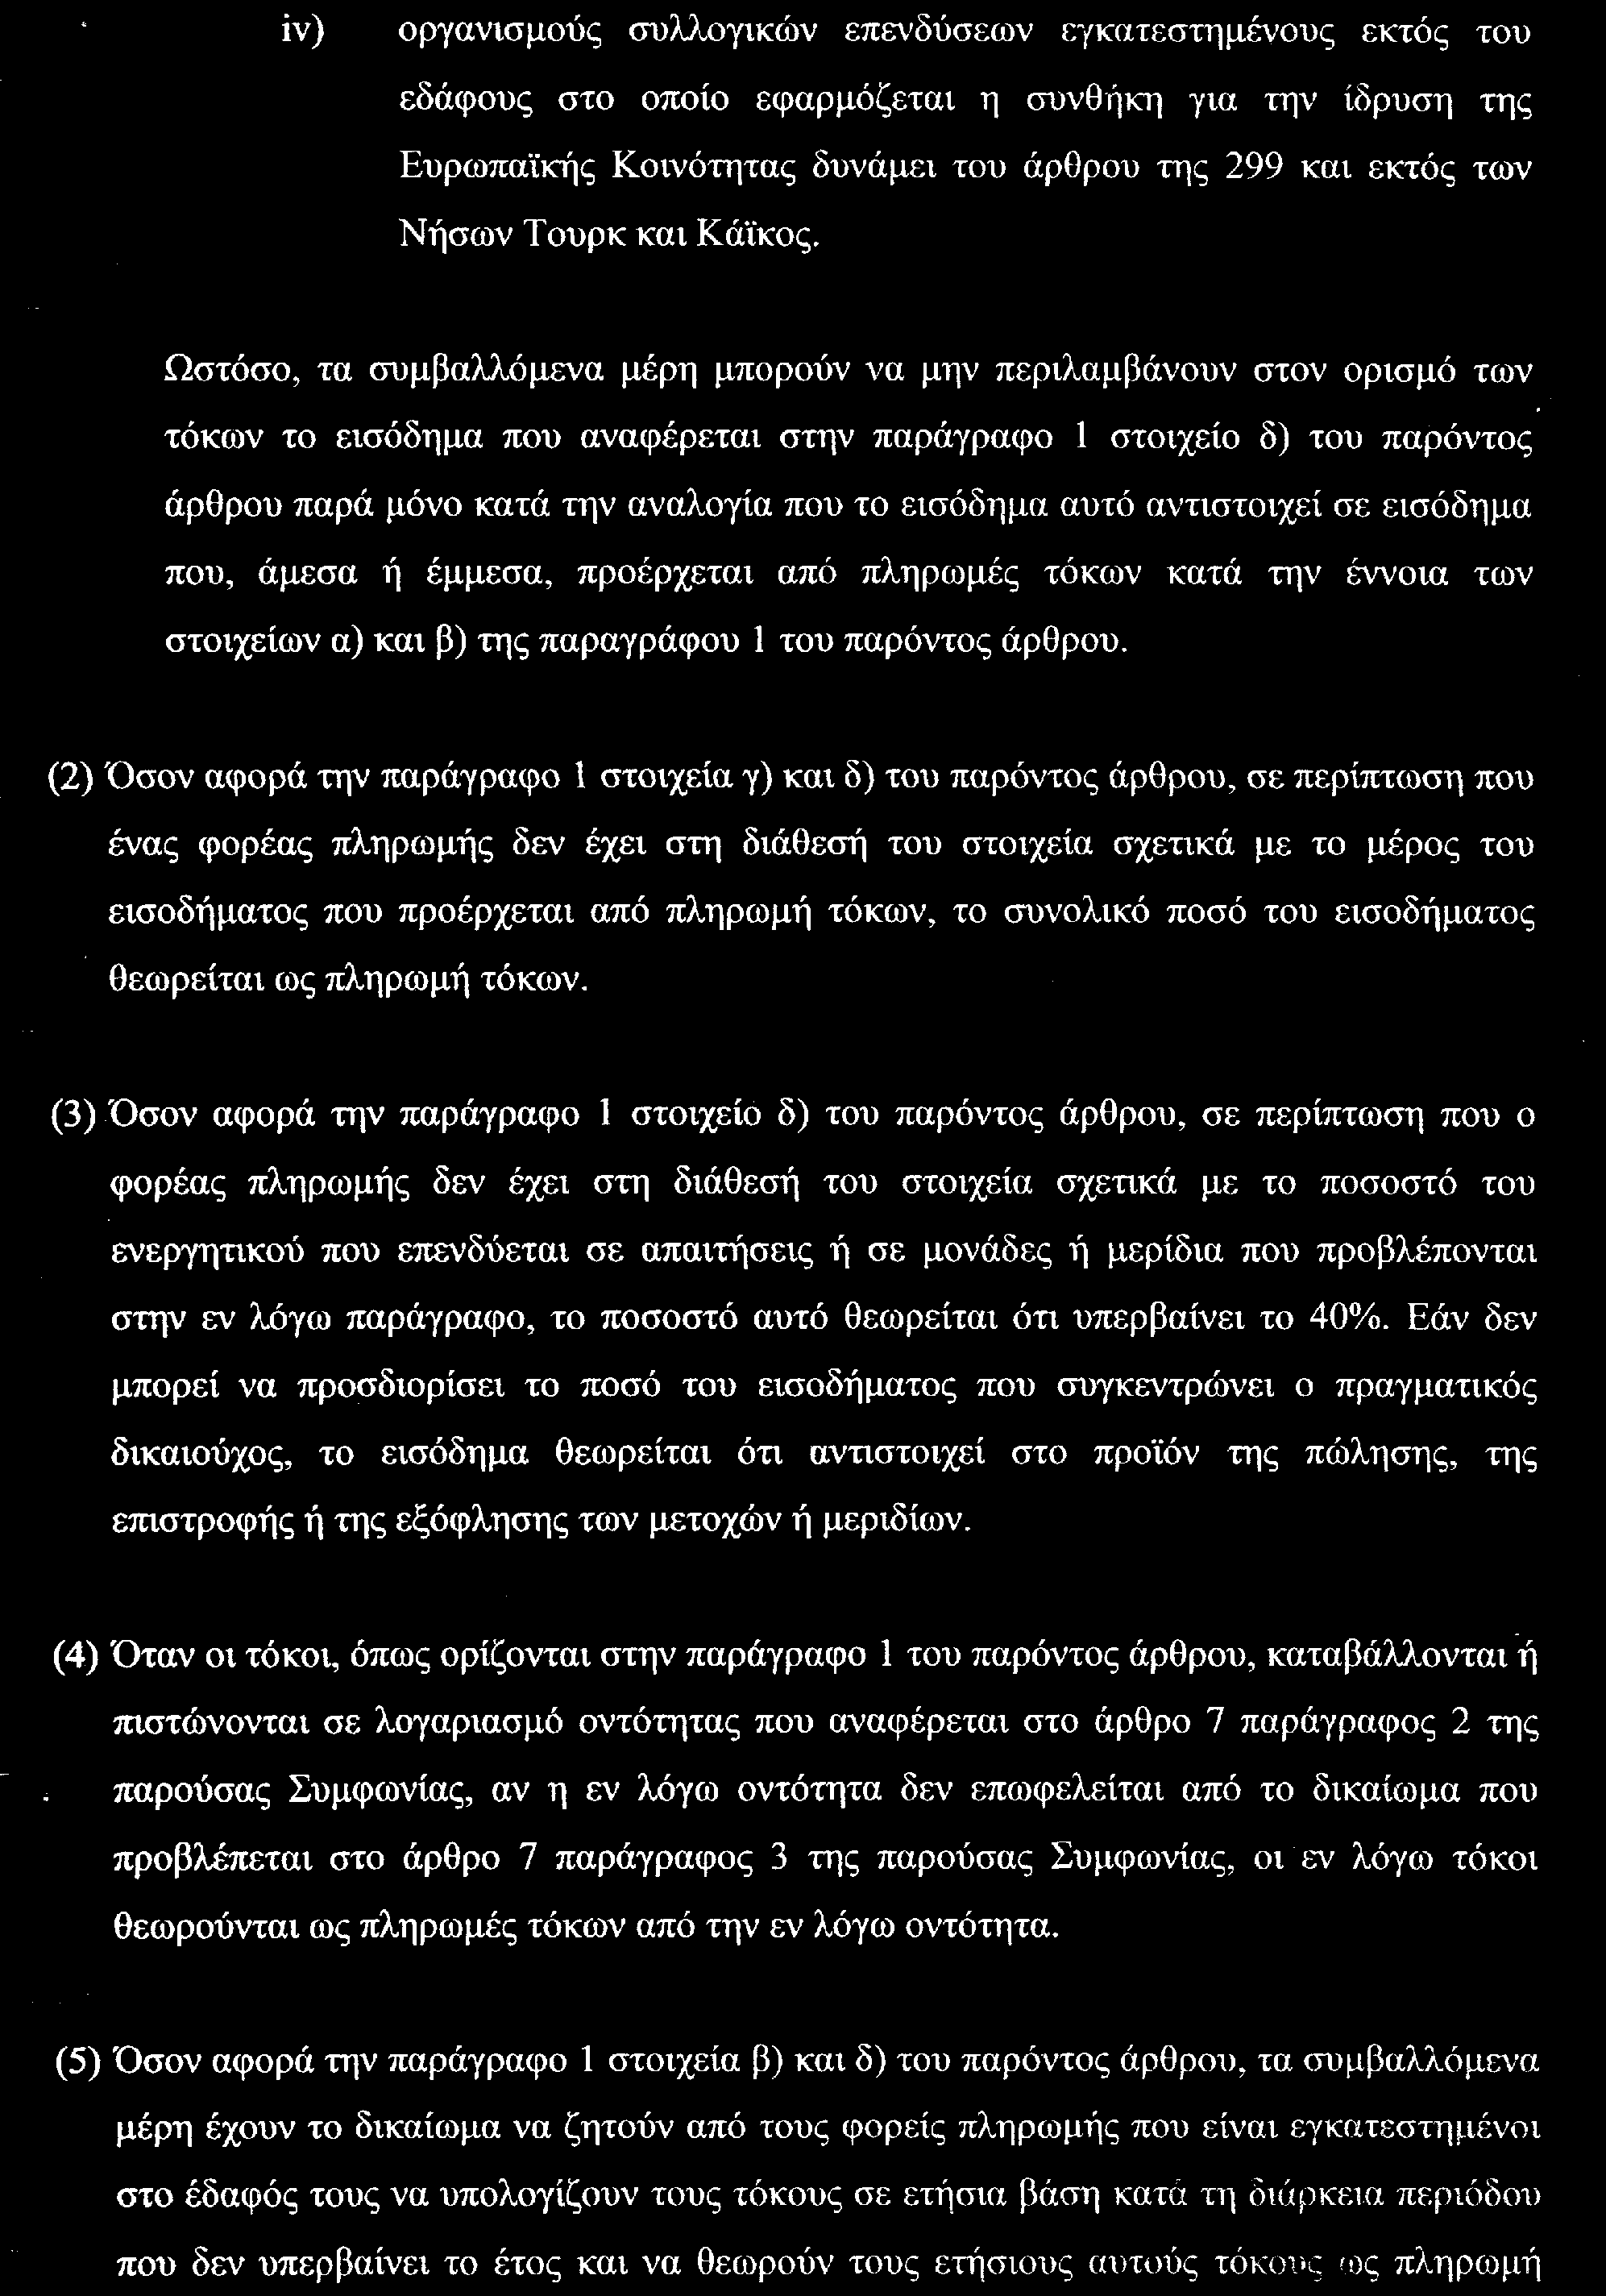 iv) οργανισμούς συλλογικών επενδύσεων εγκατεστημένους εκτός του
εδάφους στο οποίο εφαρμόζεται η συνθήκη για την ίδρυση της
Ευρωπαϊκής Κοινότητας δυνάμει του άρθρου της 299 και εκτός των
Νήσων Τουρκ και Κάϊκος.
Ωστόσο, τα συμβαλλόμενα μέρη μπορούν να μην περιλαμβάνουν στον ορισμό των
τόκων το εισόδημα που αναφέρεται στην παράγραφο 1 στοιχείο δ) του παρόντος
άρθρου παρά μόνο κατά την αναλογία που το εισόδημα αυτό αντιστοιχεί σε εισόδημα
που, άμεσα ή έμμεσα, προέρχεται από πληρωμές τόκων κατά την έννοια των
στοιχείων α) και β) της παραγράφου 1 του παρόντος άρθρου.
(2) Όσον αφορά την παράγραφο 1 στοιχεία γ) και δ) του παρόντος άρθρου, σε περίπτωση που
ένας φορέας πληρωμής δεν έχει στη διάθεσή του στοιχεία σχετικά με το μέρος του
εισοδήματος που προέρχεται από πληρωμή τόκων, το συνολικό ποσό του εισοδήματος
θεωρείται ως πληρωμή τόκων.
(3) Όσον αφορά την παράγραφο 1 στοιχείο δ) του παρόντος άρθρου, σε περίπτωση που ο
φορέας πληρωμής δεν έχει στη διάθεσή του στοιχεία σχετικά με το ποσοστό του
ενεργητικού που επενδύεται σε απαιτήσεις ή σε μονάδες ή μερίδια που προβλέπονται
στην εν λόγω παράγραφο, το ποσοστό αυτό θεωρείται ότι υπερβαίνει το 40%. Εάν δεν
μπορεί να προσδιορίσει το ποσό του εισοδήματος που συγκεντρώνει ο πραγματικός
δικαιούχος, το εισόδημα θεωρείται ότι αντιστοιχεί στο προϊόν της πώλησης, της
επιστροφής ή της εξόφλησης των μετοχών ή μεριδίων.
(4) Όταν οι τόκοι, όπως ορίζονται στην παράγραφο 1 του παρόντος άρθρου, καταβάλλονται ή
πιστώνονται σε λογαριασμό οντότητας που αναφέρεται στο άρθρο 7 παράγραφος 2 της
παρούσας Συμφωνίας, αν η εν λόγω οντότητα δεν επωφελείται από το δικαίωμα που
προβλέπεται στο άρθρο 7 παράγραφος 3 της παρούσας Συμφωνίας, οι εν λόγω τόκοι
θεωρούνται ως πληρωμές τόκων από την εν λόγω οντότητα.
(5) Όσον αφορά την παράγραφο 1 στοιχεία β) και δ) του παρόντος άρθρου, τα συμβαλλόμενα
μέρη έχουν το δικαίωμα να ζητούν από τους φορείς πληρωμής που είναι εγκατεστημένοι
στο έδαφός τους να υπολογίζουν τους τόκους σε ετήσια βάση κατά τη διάρκεια περιόδου
που δεν υπερβαίνει το έτος και να θεωρούν τους ετήσιους αυτούς τόκους ως πληρωμή